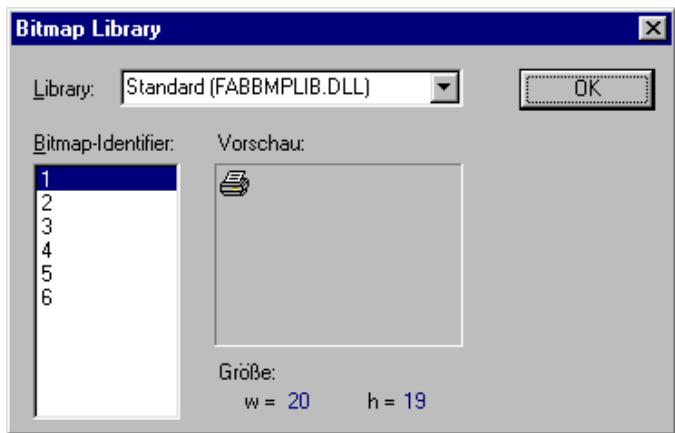 Bitmap Library
Library: Standard (FABBMPLIB.DLL) OK
Bitmap-Identifier: Vorschau:
1
2
3
4
5
6
Größe:
w = 20 h = 19